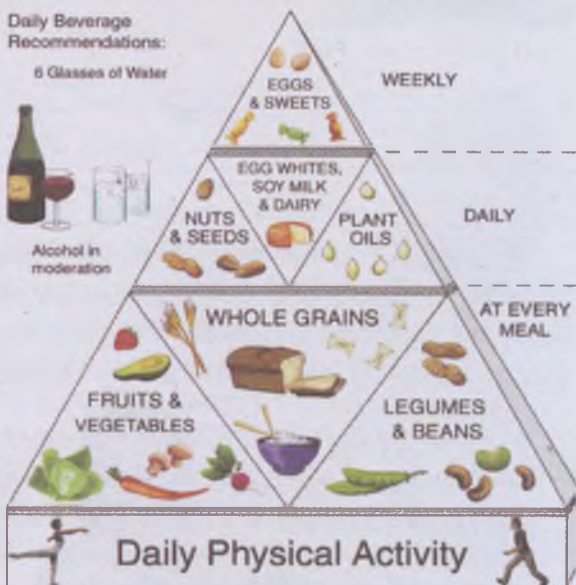 Daily Beverage
Recommendations:
6 Glasses of Water
Alcohol in
moderation
EGGS
& SWEETS
WEEKLY
EGG WHITES,
SOY MILK
& DAIRY
NUTS
& SEEDS
PLANT
OILS
DAILY
WHOLE GRAINS
AT EVERY
MEAL
FRUITS &
VEGETABLES
LEGUMES
& BEANS
Daily Physical Activity